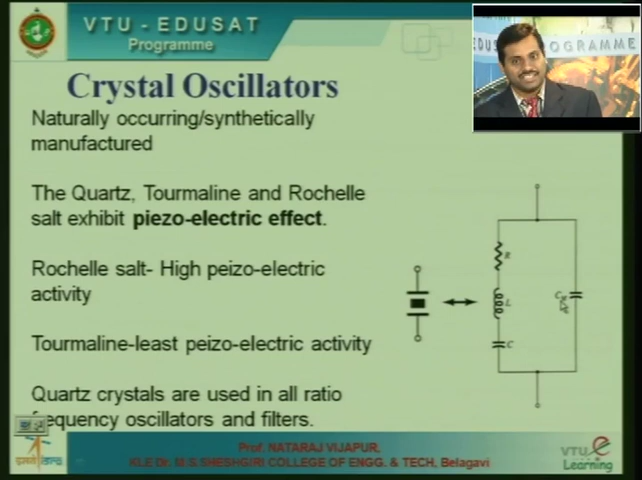 VTU - EDUSAT
Programme
EDUS
OGRAMME
Crystal Oscillators
Naturally occurring/synthetically
manufactured
The Quartz, Tourmaline and Rochelle
salt exhibit piezo-electric effect.
Rochelle salt- High peizo-electric
activity
Tourmaline-least peizo-electric activity
Quartz crystals are used in all ratio
frequency oscillators and filters.
R
L
C
Prof. NATARAJ VIJAPUR,
KLE Dr. M.S.SHESHGIRI COLLEGE OF ENGG. & TECH, Belagavi
VTU e
Learning